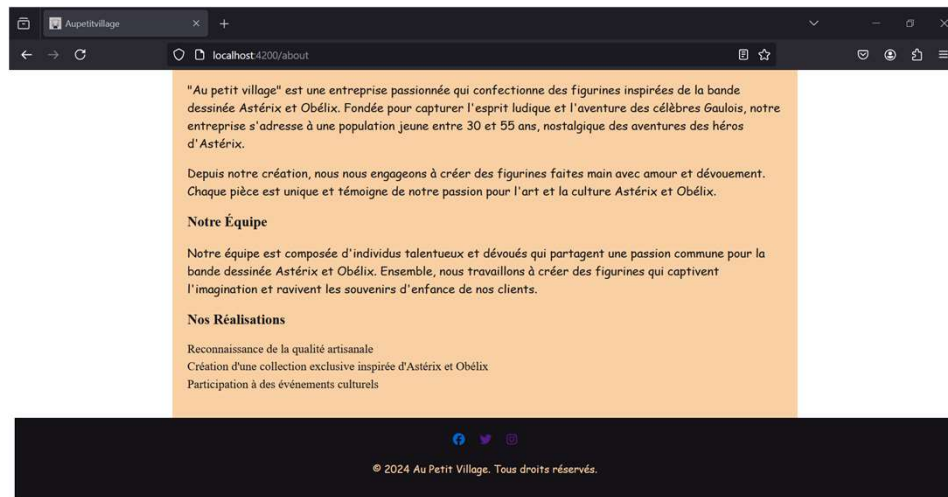 Aupetitvillage
localhost:4200/about
"Au petit village" est une entreprise passionnée qui confectionne des figurines inspirées de la bande
dessinée Astérix et Obélix. Fondée pour capturer l'esprit ludique et l'aventure des célèbres Gaulois, notre
entreprise s'adresse à une population jeune entre 30 et 55 ans, nostalgique des aventures des héros
d'Astérix.
Depuis notre création, nous nous engageons à créer des figurines faites main avec amour et dévouement.
Chaque pièce est unique et témoigne de notre passion pour l'art et la culture Astérix et Obélix.
Notre Équipe
Notre équipe est composée d'individus talentueux et dévoués qui partagent une passion commune pour la
bande dessinée Astérix et Obélix. Ensemble, nous travaillons à créer des figurines qui captivent
l'imagination et ravivent les souvenirs d'enfance de nos clients.
Nos Réalisations
Reconnaissance de la qualité artisanale
Création d'une collection exclusive inspirée d'Astérix et Obélix
Participation à des événements culturels
© 2024 Au Petit Village. Tous droits réservés.